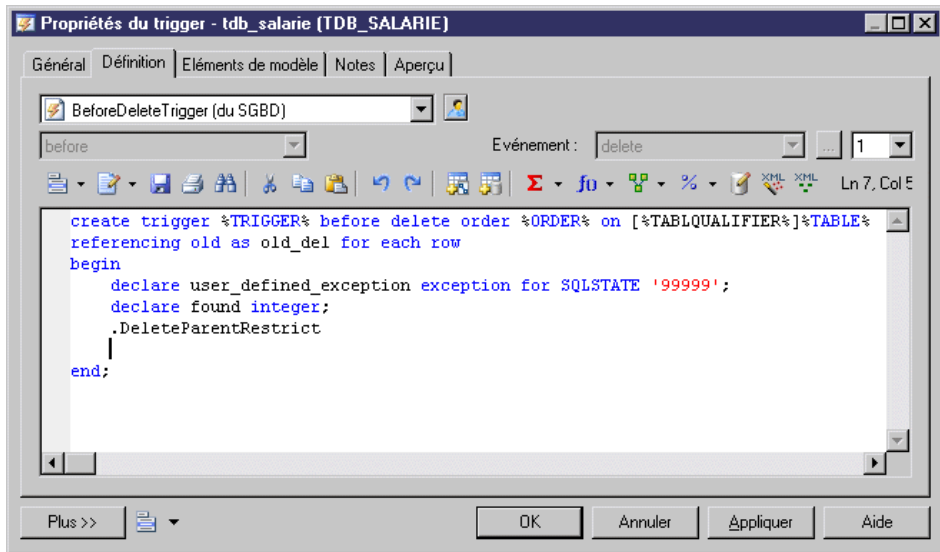 Propriétés du trigger - tdb_salarie (TDB_SALARIE)
Général Définition Eléments de modèle Notes Aperçu
BeforeDeleteTrigger (du SGBD)
before Evénement : delete ... 1
Σ f() % XML XML Ln 7, Col 5
create trigger %TRIGGER% before delete order %ORDER% on [%TABLQUALIFIER%]%TABLE%
referencing old as old_del for each row
begin
declare user_defined_exception exception for SQLSTATE '99999';
declare found integer;
.DeleteParentRestrict
end;
Plus >> OK Annuler Appliquer Aide